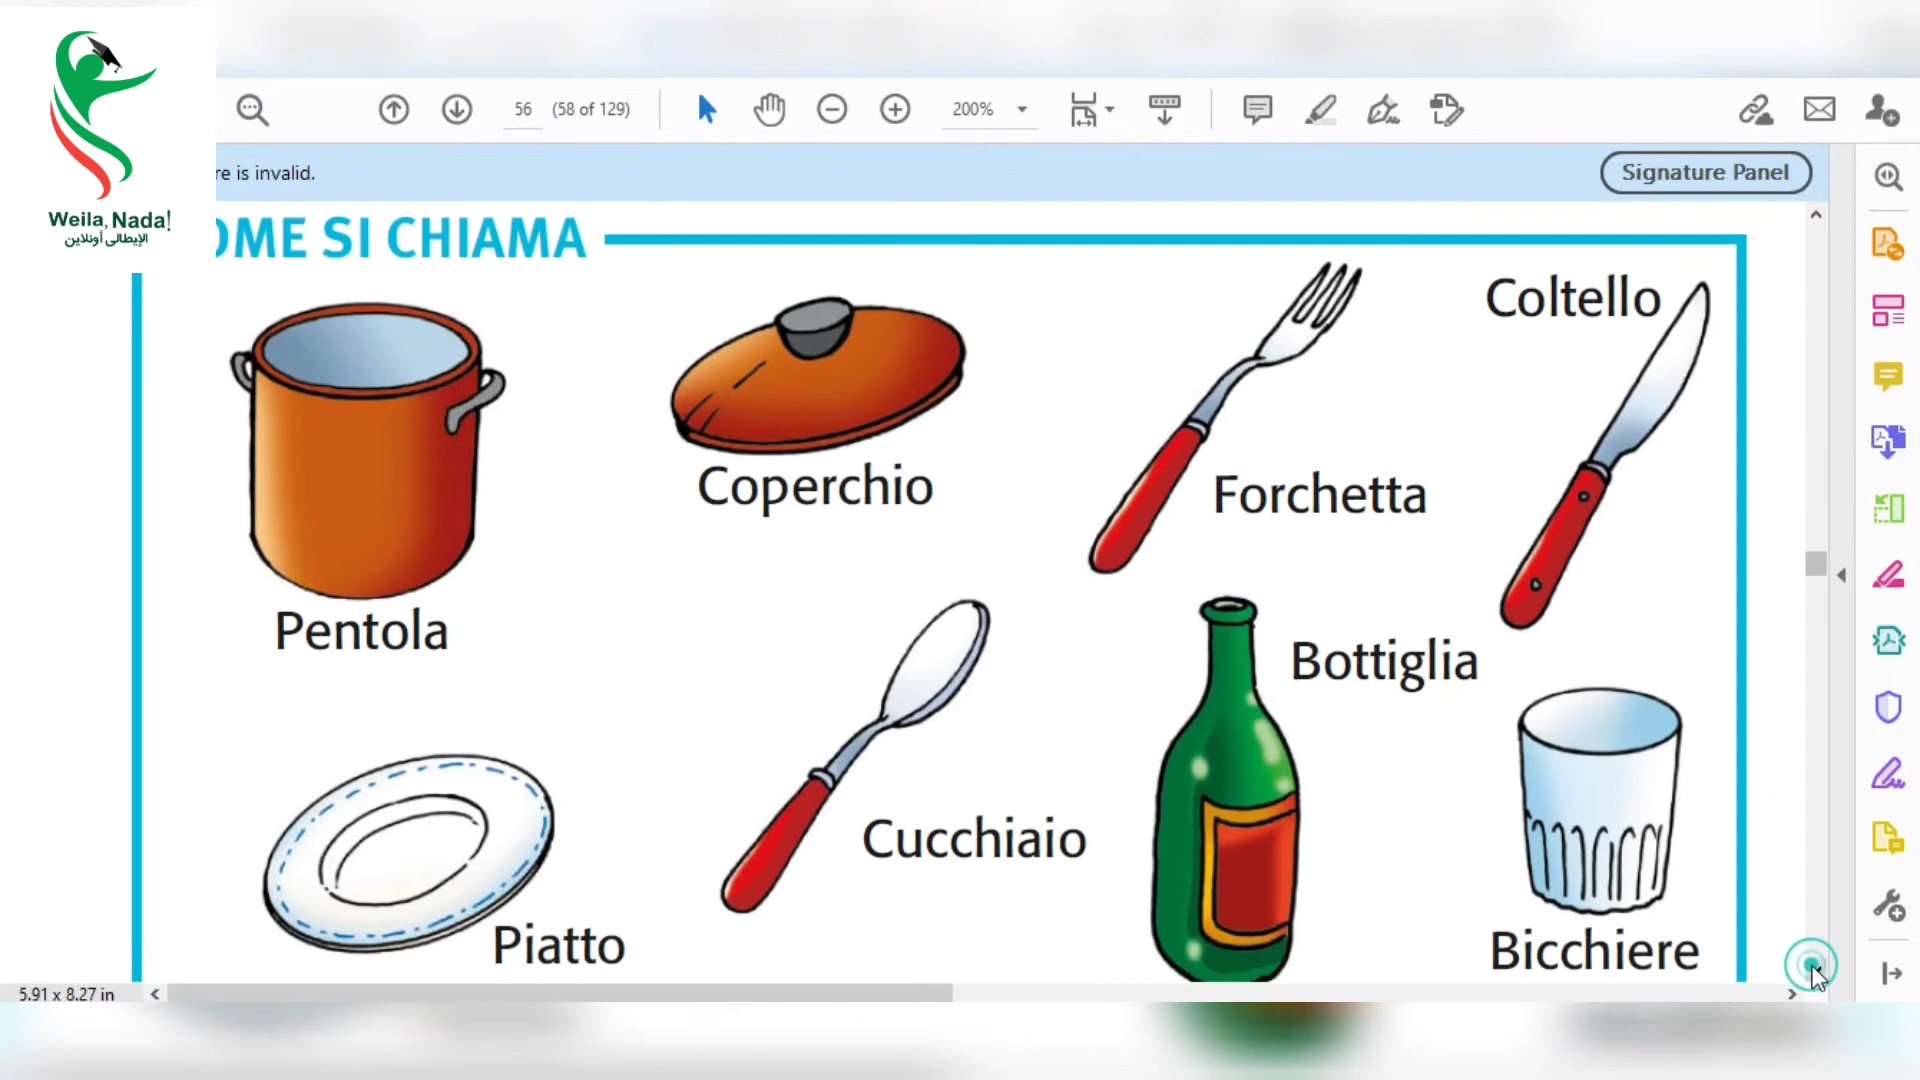 Weila, Nada!
الإيطالى أونلاين
56 (58 of 129)
200%
re is invalid.
Signature Panel
OME SI CHIAMA
Coltello
Coperchio
Forchetta
Pentola
Bottiglia
Cucchiaio
Piatto
Bicchiere
5.91 x 8.27 in